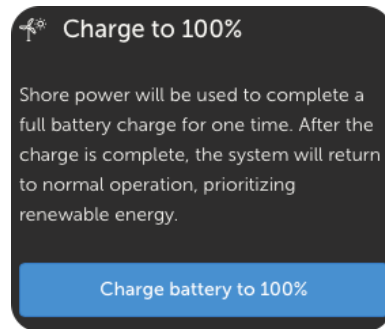 Charge to 100%
Shore power will be used to complete a
full battery charge for one time. After the
charge is complete, the system will return
to normal operation, prioritizing
renewable energy.
Charge battery to 100%